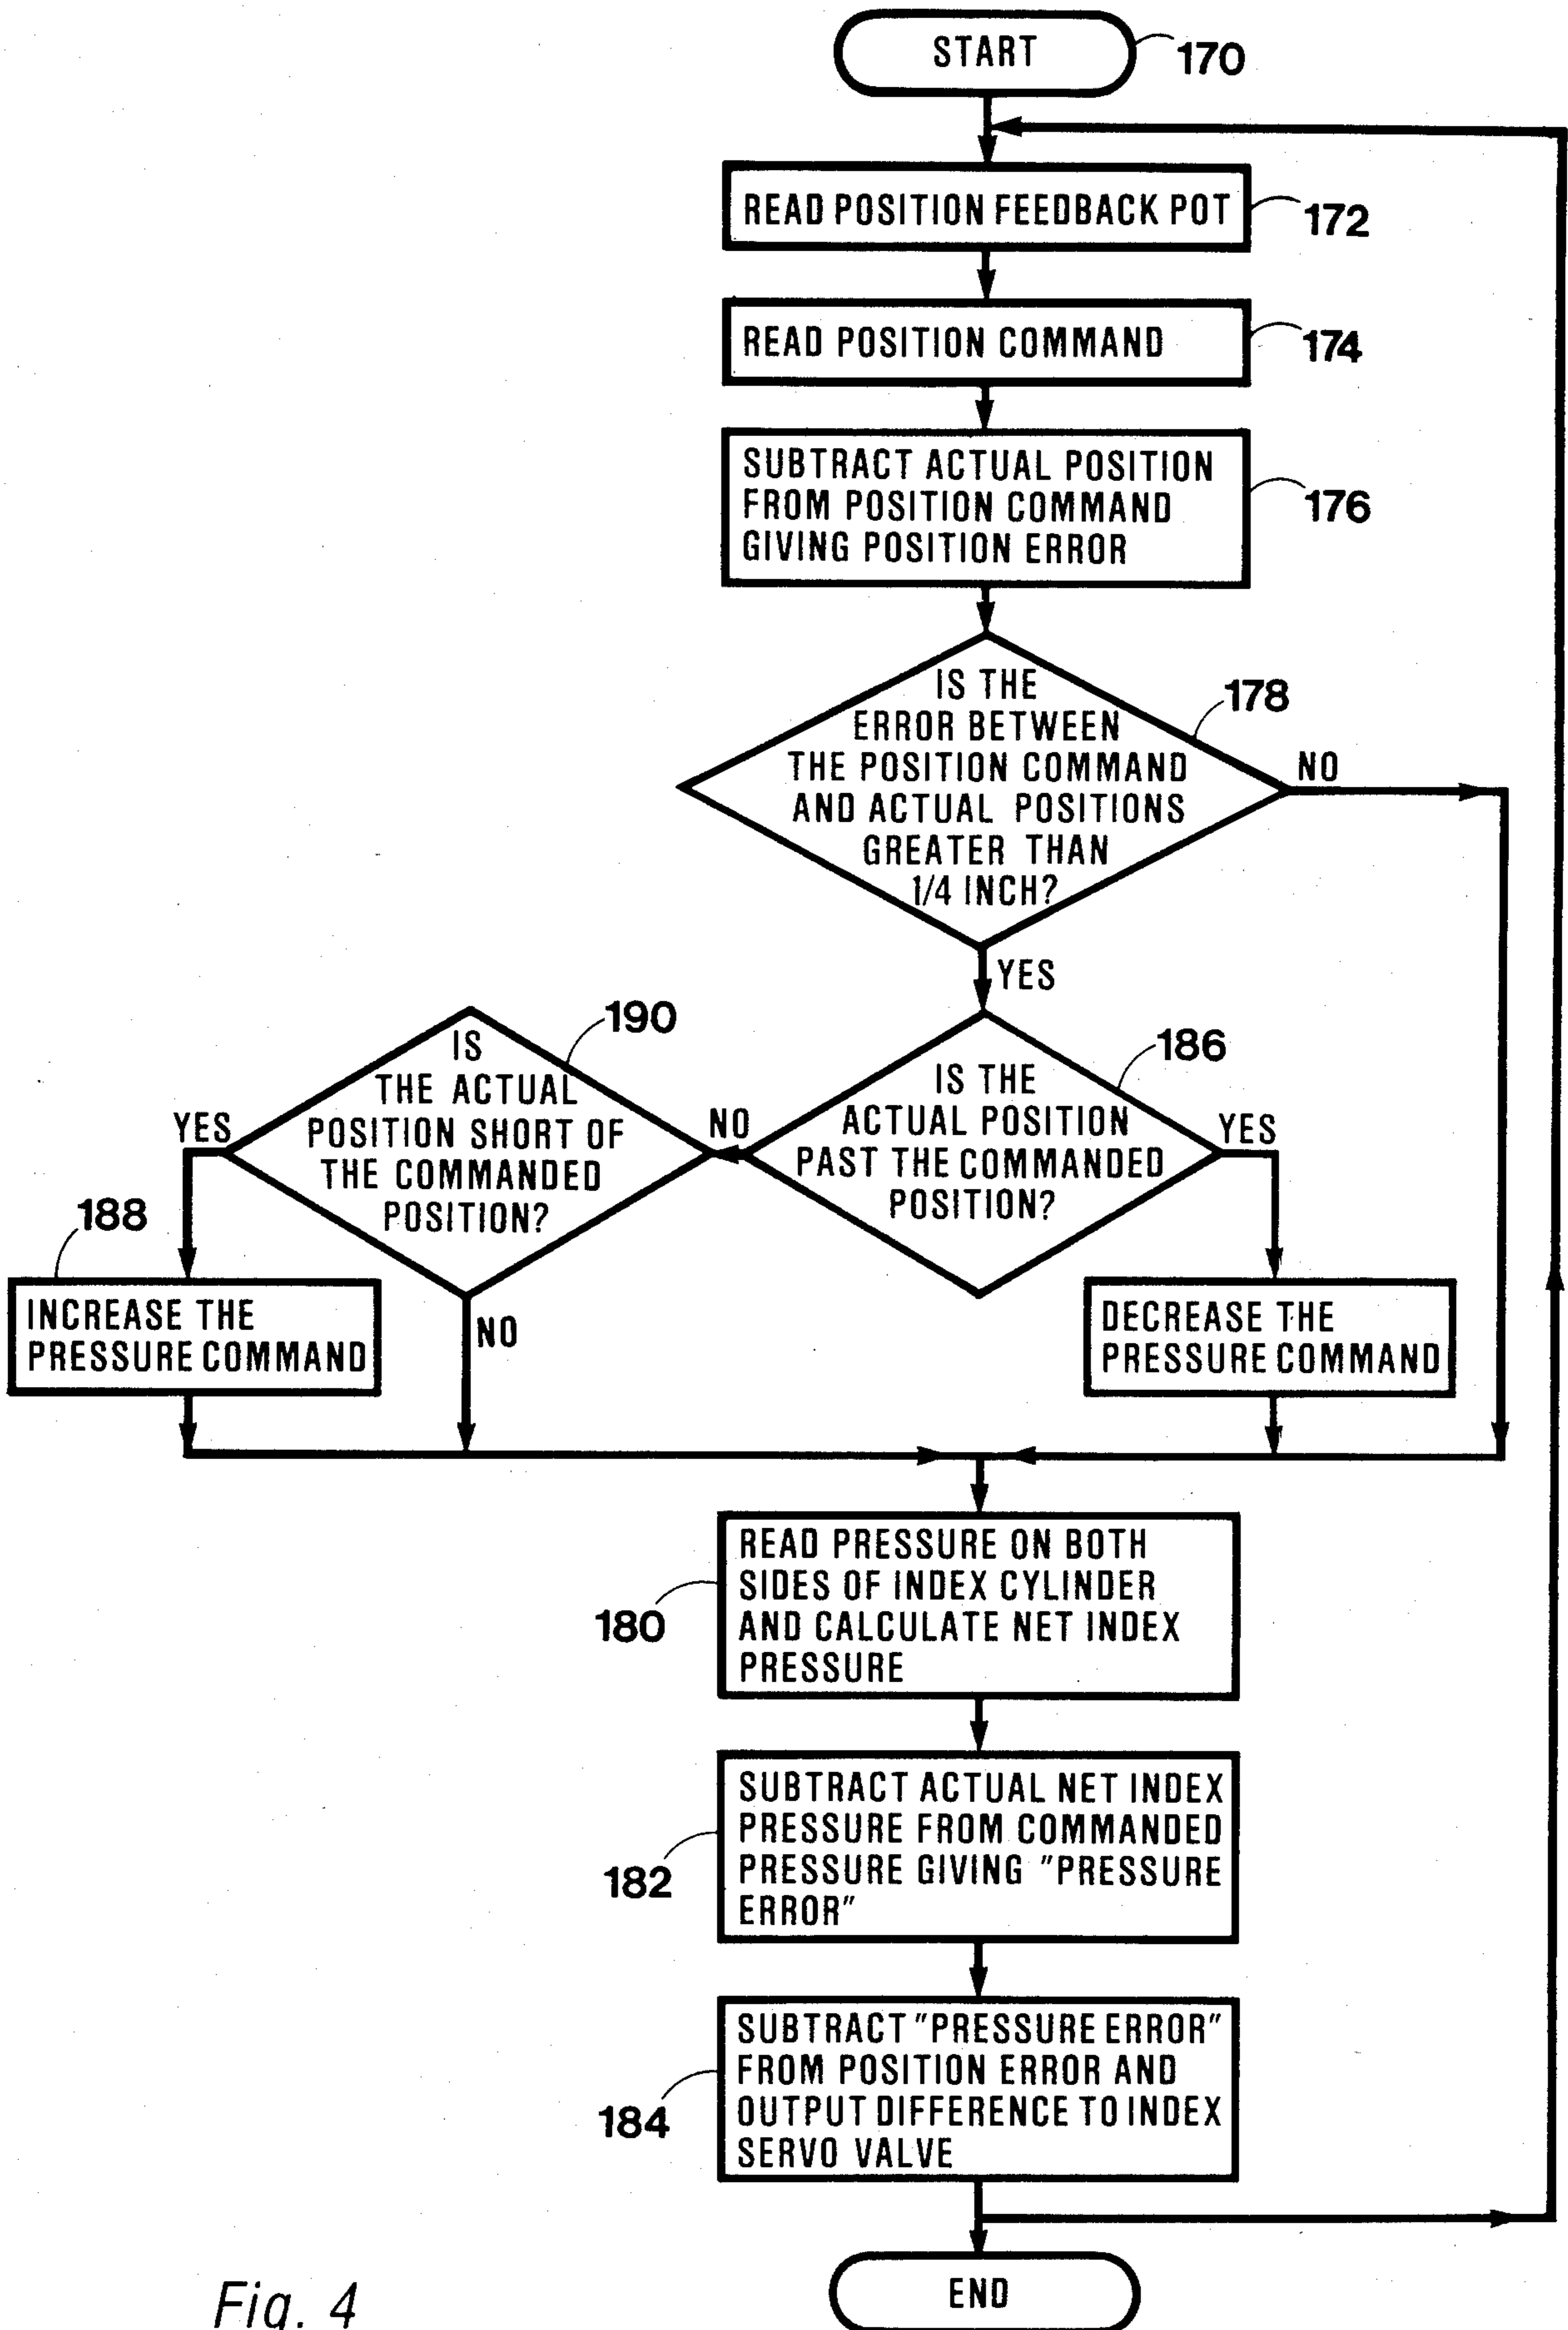 START
170
READ POSITION FEEDBACK POT
172
READ POSITION COMMAND
174
SUBTRACT ACTUAL POSITION
FROM POSITION COMMAND
GIVING POSITION ERROR
176
IS THE
ERROR BETWEEN
THE POSITION COMMAND
AND ACTUAL POSITIONS
GREATER THAN
1/4 INCH?
178
NO
YES
190
IS
THE ACTUAL
POSITION SHORT OF
THE COMMANDED
POSITION?
YES
NO
186
IS THE
ACTUAL POSITION
PAST THE COMMANDED
POSITION?
NO
YES
188
INCREASE THE
PRESSURE COMMAND
DECREASE THE
PRESSURE COMMAND
READ PRESSURE ON BOTH
SIDES OF INDEX CYLINDER
AND CALCULATE NET INDEX
PRESSURE
180
SUBTRACT ACTUAL NET INDEX
PRESSURE FROM COMMANDED
PRESSURE GIVING "PRESSURE
ERROR"
182
SUBTRACT "PRESSURE ERROR"
FROM POSITION ERROR AND
OUTPUT DIFFERENCE TO INDEX
SERVO VALVE
184
END
Fig. 4